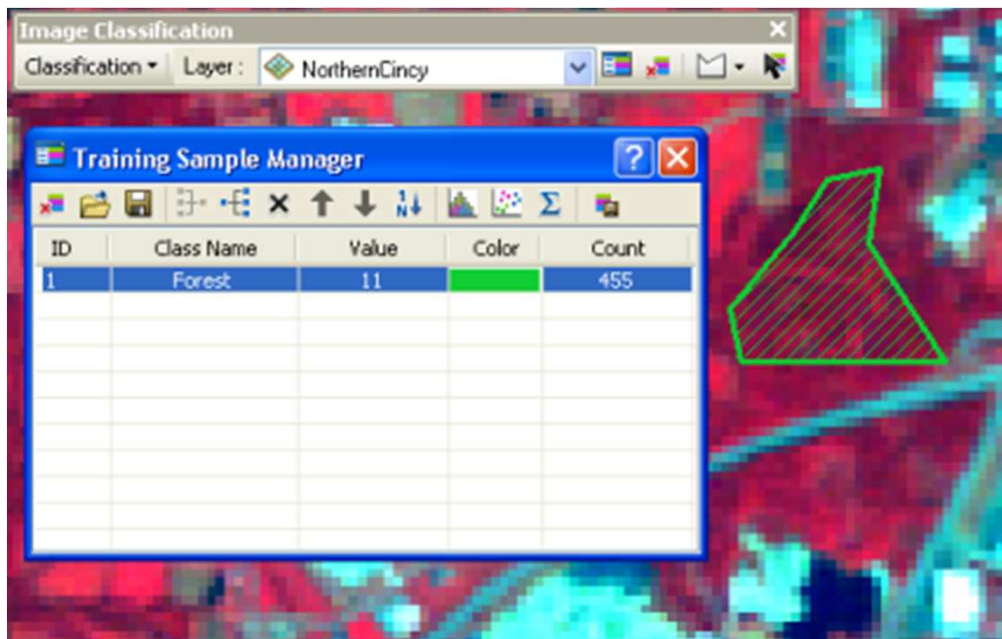 Image Classification
Classification Layer : NorthernCincy
Training Sample Manager
ID Class Name Value Color Count
1 Forest 11 455